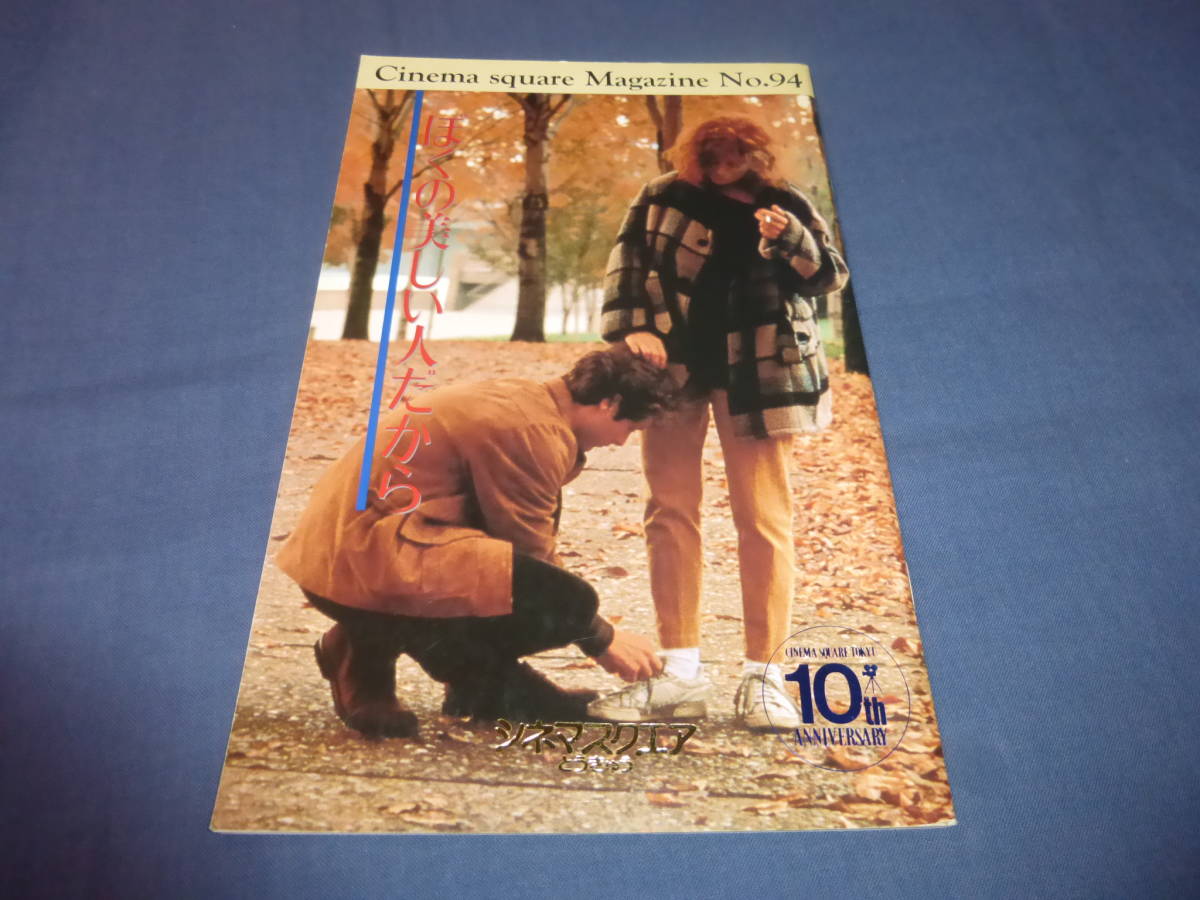 Cinema square Magazine No.94
ぼくの美しい人だから
シネマスクエア
とうきゅう
CINEMA SQUARE TOKYU
10th
ANNIVERSARY